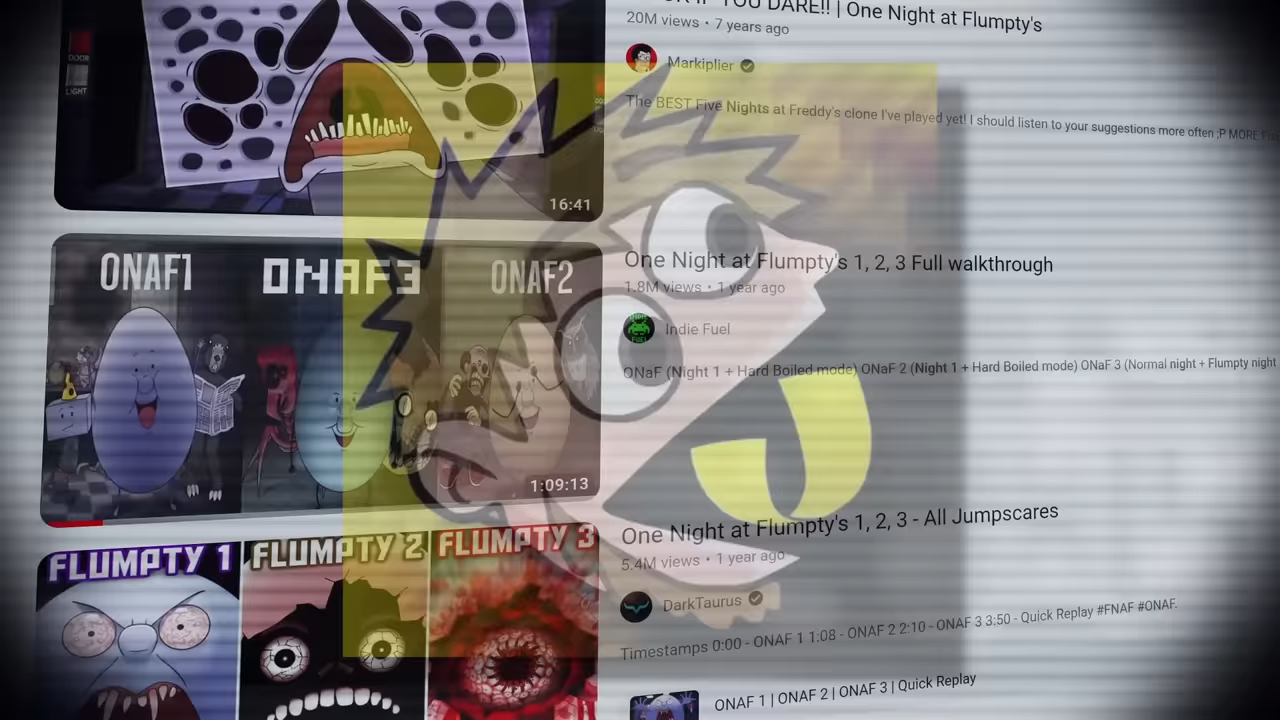 YOU DARE!! | One Night at Flumpty's
20M views • 7 years ago
DOOR
LIGHT
Markiplier
The BEST Five Nights at Freddy's clone I've played yet! I should listen to your suggestions more often ;P MORE
16:41
ONAF1
ONAF3
ONAF2
One Night at Flumpty's 1, 2, 3 Full walkthrough
1.8M views • 1 year ago
INDIE FUEL
Indie Fuel
ONaF (Night 1 + Hard Boiled mode) ONaF 2 (Night 1 + Hard Boiled mode) ONaF 3 (Normal night + Flumpty night
1:09:13
FLUMPTY 1
FLUMPTY 2
FLUMPTY 3
One Night at Flumpty's 1, 2, 3 - All Jumpscares
5.4M views • 1 year ago
DarkTaurus
Timestamps 0:00 - ONAF 1 1:08 - ONAF 2 2:10 - ONAF 3 3:50 - Quick Replay #FNAF #ONAF.
ONAF 1 | ONAF 2 | ONAF 3 | Quick Replay